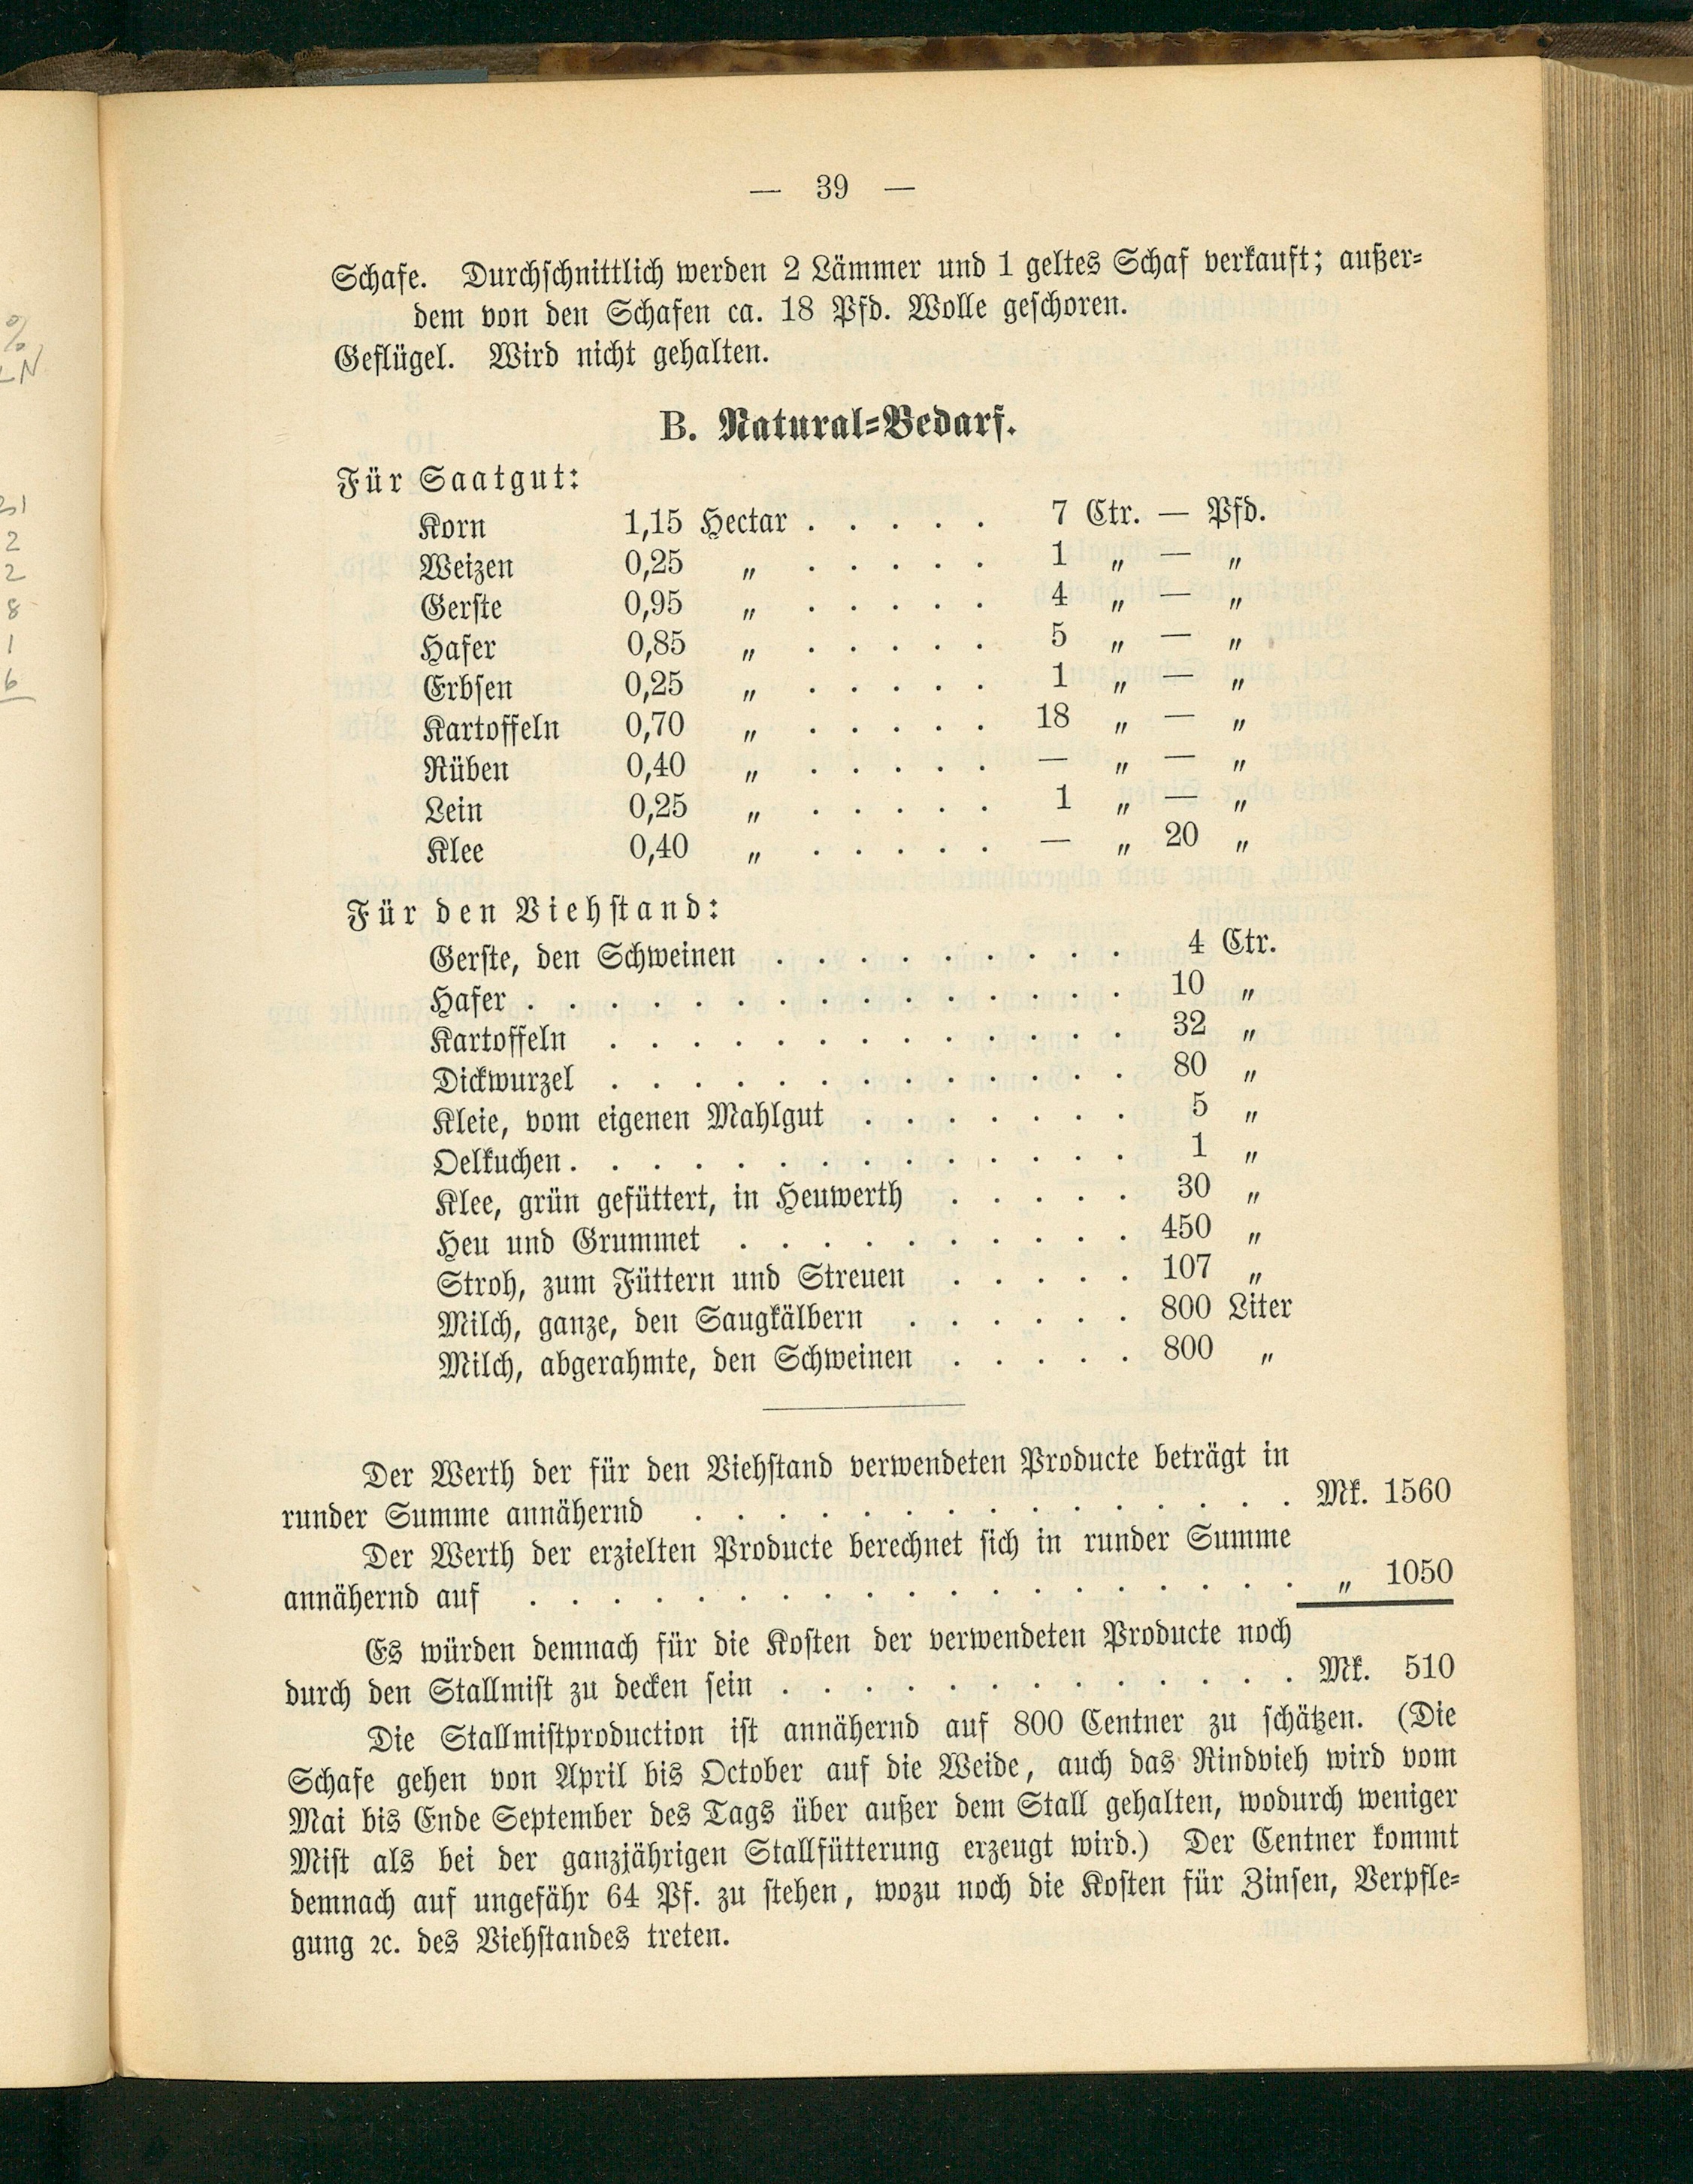 — 39 —
Schafe. Durchschnittlich werden 2 Lämmer und 1 geltes Schaf verkauft; außer=
dem von den Schafen ca. 18 Pfd. Wolle geschoren.
Geflügel. Wird nicht gehalten.
B. Natural=Bedarf.
Für Saatgut:
Korn 1,15 Hectar . . . . . 7 Ctr. — Pfd.
Weizen 0,25 „ . . . . . 1 „ — „
Gerste 0,95 „ . . . . . 4 „ — „
Hafer 0,85 „ . . . . . 5 „ — „
Erbsen 0,25 „ . . . . . 1 „ — „
Kartoffeln 0,70 „ . . . . . 18 „ — „
Rüben 0,40 „ . . . . . — „ — „
Lein 0,25 „ . . . . . 1 „ — „
Klee 0,40 „ . . . . . — „ 20 „
Für den Viehstand:
Gerste, den Schweinen . . . . . . . . . 4 Ctr.
Hafer . . . . . . . . . . . . . . . 10 „
Kartoffeln . . . . . . . . . . . . . 32 „
Dickwurzel . . . . . . . . . . . . . 80 „
Kleie, vom eigenen Mahlgut . . . . . . . 5 „
Oelkuchen . . . . . . . . . . . . . . 1 „
Klee, grün gefüttert, in Heuwerth . . . . . 30 „
Heu und Grummet . . . . . . . . . . 450 „
Stroh, zum Füttern und Streuen . . . . . 107 „
Milch, ganze, den Saugkälbern . . . . . . 800 Liter
Milch, abgerahmte, den Schweinen . . . . . 800 „
Der Werth der für den Viehstand verwendeten Producte beträgt in
runder Summe annähernd . . . . . . . . . . . . . . . Mk. 1560
Der Werth der erzielten Producte berechnet sich in runder Summe
annähernd auf . . . . . . . . . . . . . . . . . . . „ 1050
Es würden demnach für die Kosten der verwendeten Producte noch
durch den Stallmist zu decken sein . . . . . . . . . . . . . Mk. 510
Die Stallmistproduction ist annähernd auf 800 Centner zu schätzen. (Die
Schafe gehen von April bis October auf die Weide, auch das Rindvieh wird vom
Mai bis Ende September des Tags über außer dem Stall gehalten, wodurch weniger
Mist als bei der ganzjährigen Stallfütterung erzeugt wird.) Der Centner kommt
demnach auf ungefähr 64 Pf. zu stehen, wozu noch die Kosten für Zinsen, Verpfle=
gung ꝛc. des Viehstandes treten.
%
LN
2
2
8
1
6